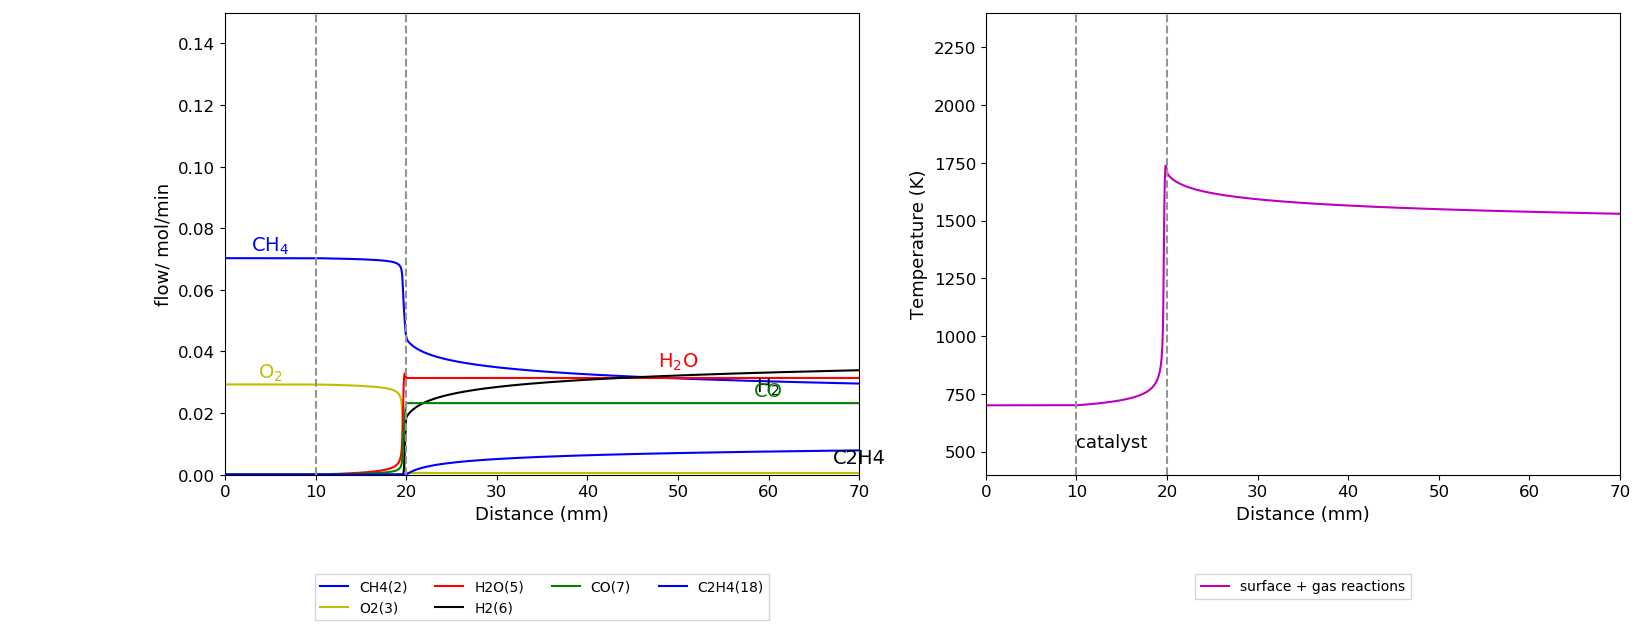 0.14
0.12
0.10
0.08
0.06
0.04
0.02
0.00
flow/ mol/min
CH₄
O₂
H₂O
H₂
CO
C2H4
0 10 20 30 40 50 60 70
Distance (mm)
CH4(2) H2O(5) CO(7) C2H4(18)
O2(3) H2(6)
2250
2000
1750
1500
1250
1000
750
500
Temperature (K)
catalyst
0 10 20 30 40 50 60 70
Distance (mm)
surface + gas reactions